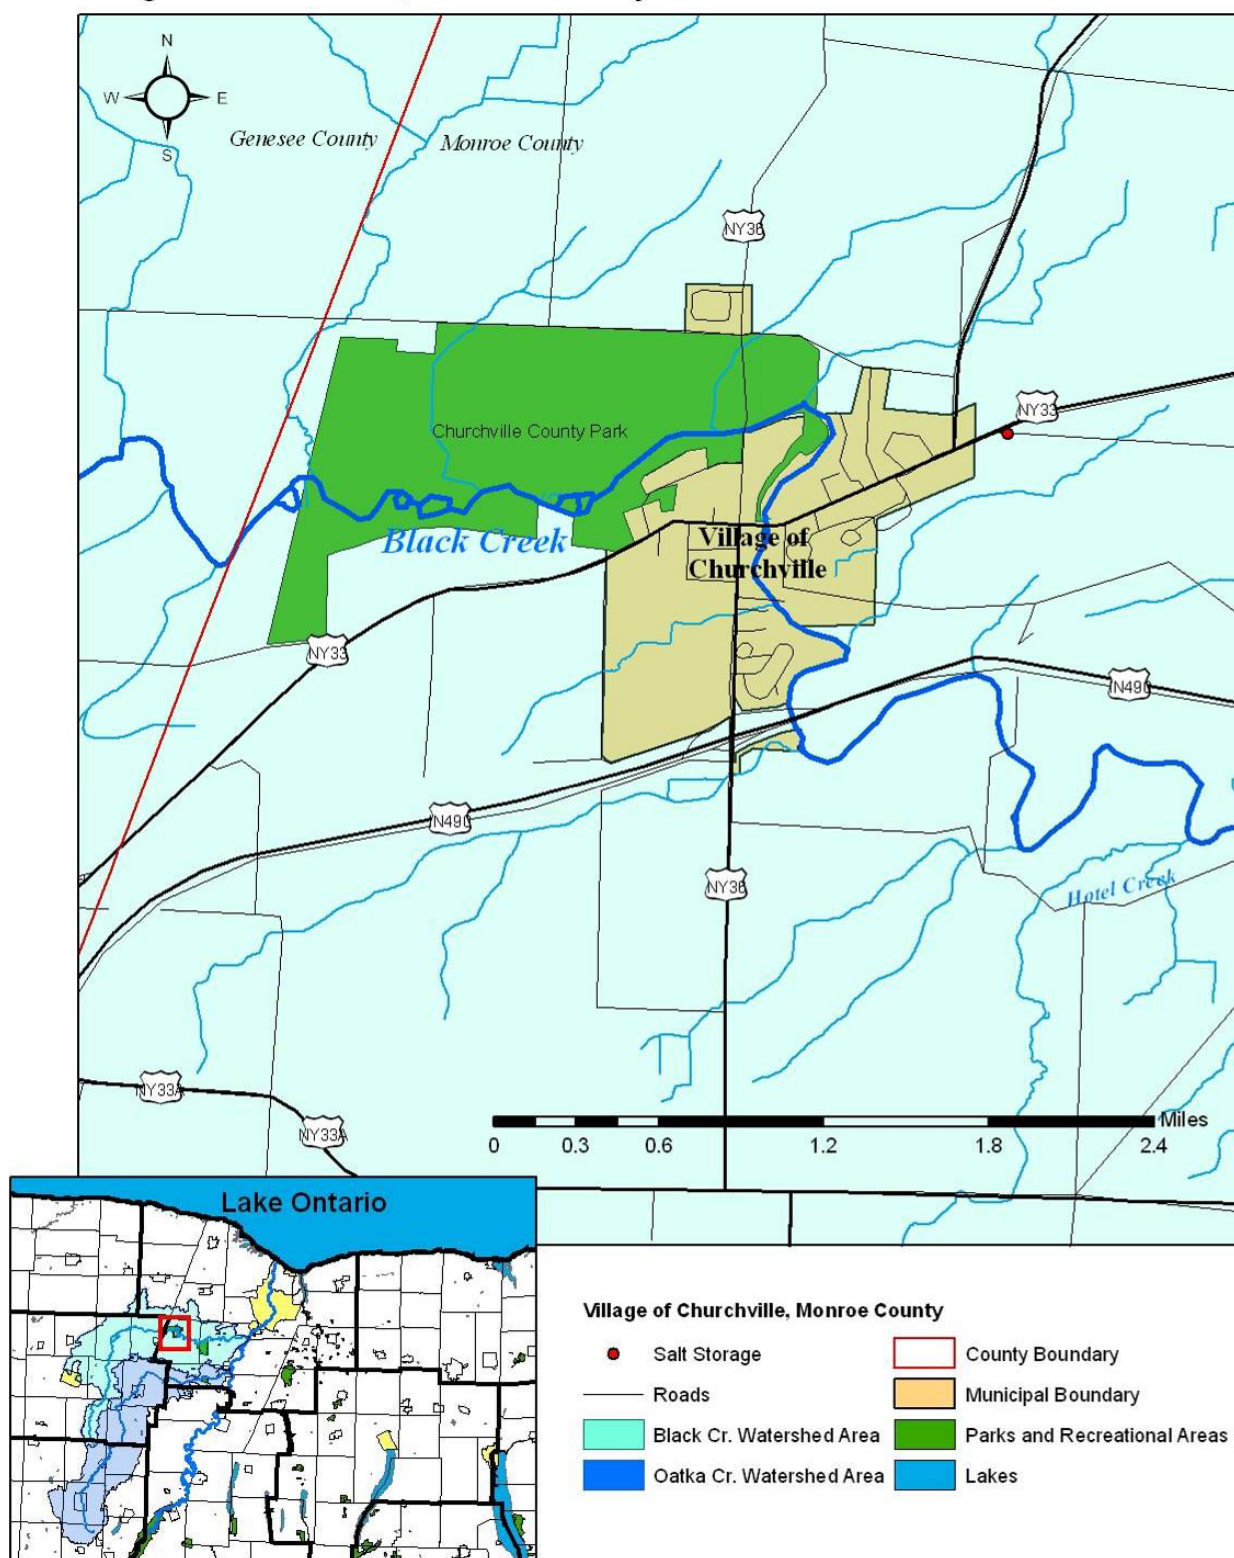 N
W E
S
Genesee County Monroe County
NY36
Churchville County Park
NY33
Black Creek
Village of
Churchville
NY33
N490
N490
NY36
Hotel Creek
NY33A
NY33A
Miles
0 0.3 0.6 1.2 1.8 2.4
Lake Ontario
Village of Churchville, Monroe County
Salt Storage
County Boundary
Roads
Municipal Boundary
Black Cr. Watershed Area
Parks and Recreational Areas
Oatka Cr. Watershed Area
Lakes